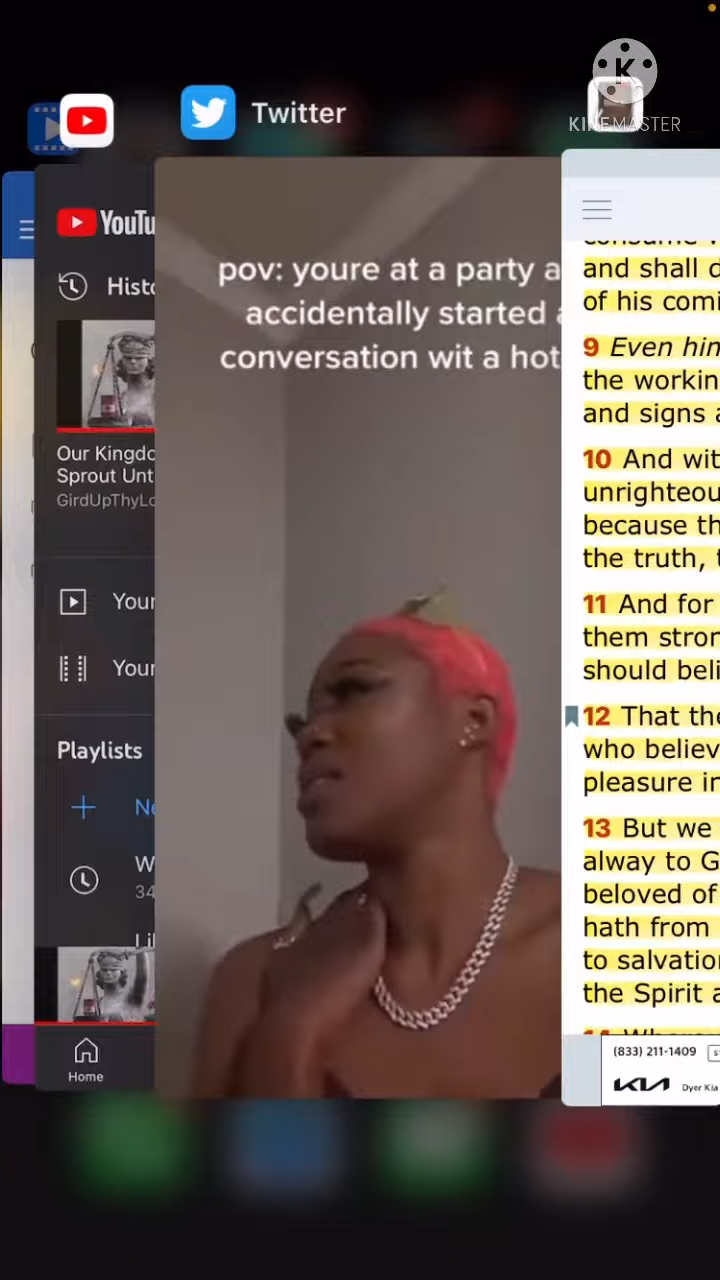 Twitter
KINEMASTER
YouTu
Histo
Our Kingdo
Sprout Unt
GirdUpThyLo
Your
Your
Playlists
Ne
W
34
Li
Home
pov: youre at a party a
accidentally started a
conversation wit a hot
and shall d
of his comi
9 Even him
the workin
and signs a
10 And wit
unrighteou
because th
the truth, t
11 And for
them stron
should beli
12 That the
who believ
pleasure in
13 But we
alway to G
beloved of
hath from
to salvation
the Spirit a
(833) 211-1409
KIA Dyer Kia